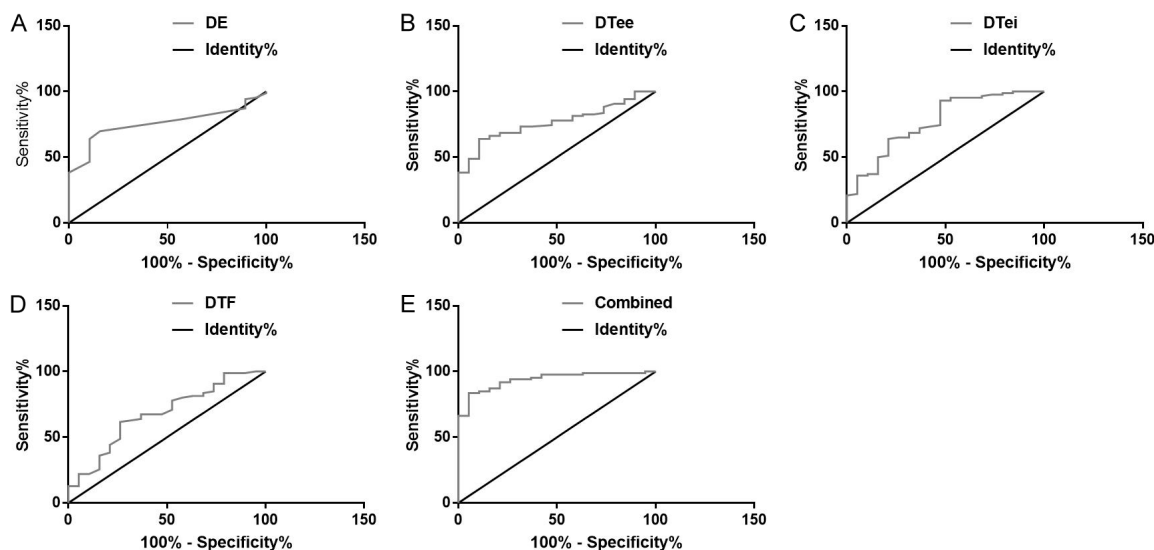 A
DE
Identity%
150
100
50
0
Sensitivity%
0 50 100 150
100% - Specificity%
B
DTee
Identity%
150
100
50
0
Sensitivity%
0 50 100 150
100% - Specificity%
C
DTei
Identity%
150
100
50
0
Sensitivity%
0 50 100 150
100% - Specificity%
D
DTF
Identity%
150
100
50
0
Sensitivity%
0 50 100 150
100% - Specificity%
E
Combined
Identity%
150
100
50
0
Sensitivity%
0 50 100 150
100% - Specificity%